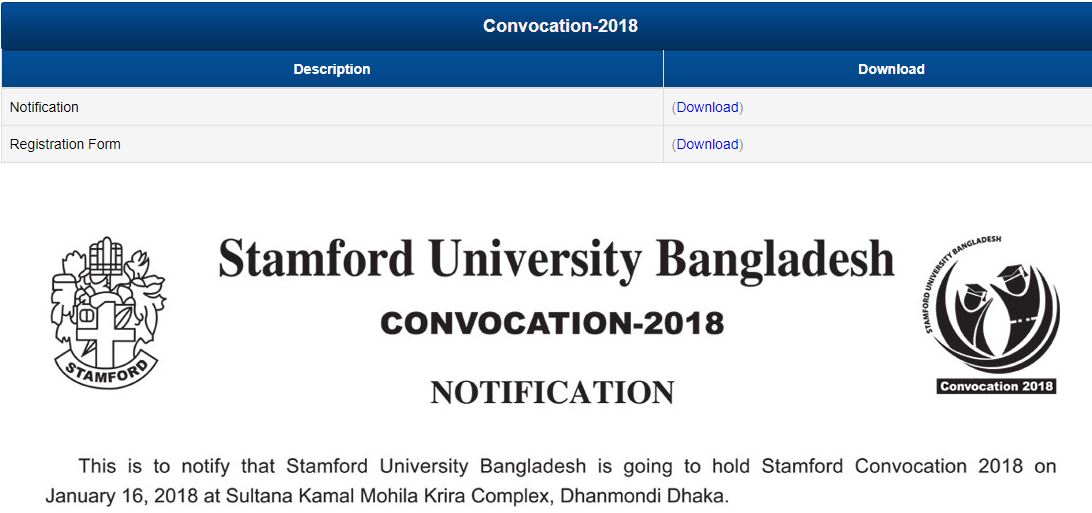 Convocation-2018
Description Download
Notification (Download)
Registration Form (Download)
Stamford University Bangladesh
CONVOCATION-2018
NOTIFICATION
STAMFORD
STAMFORD UNIVERSITY BANGLADESH
Convocation 2018
This is to notify that Stamford University Bangladesh is going to hold Stamford Convocation 2018 on
January 16, 2018 at Sultana Kamal Mohila Krira Complex, Dhanmondi Dhaka.